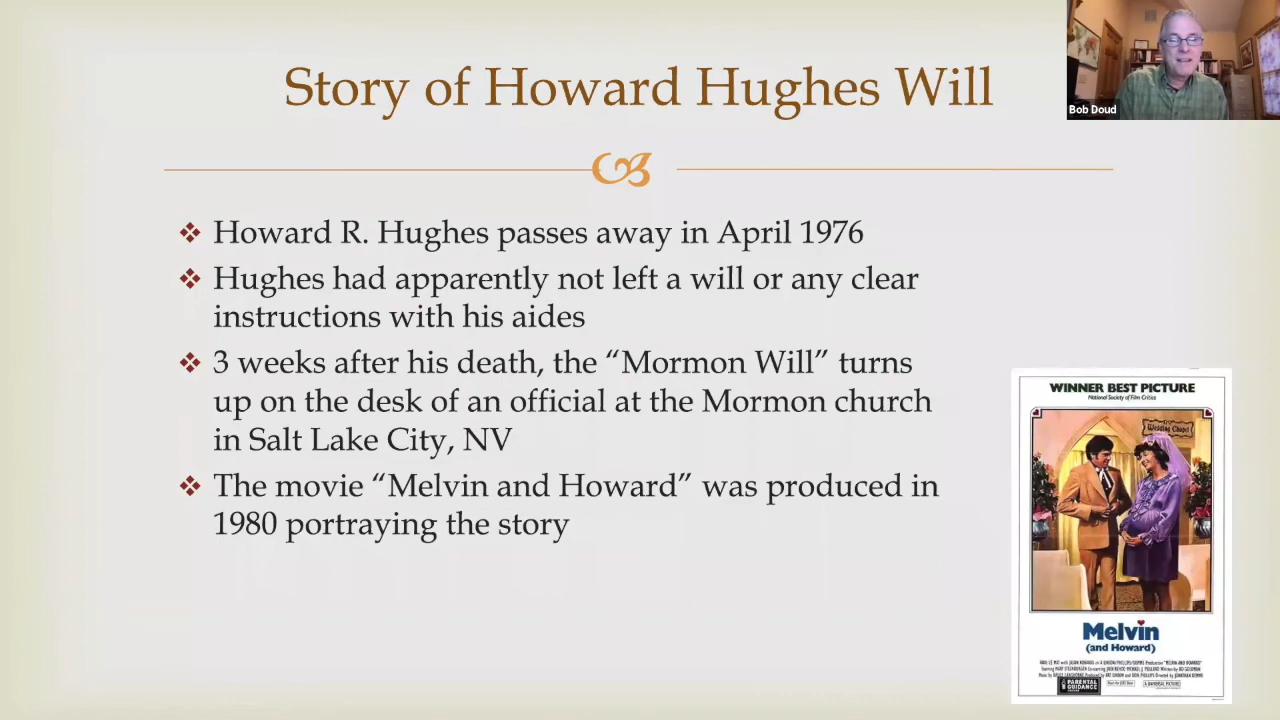 Story of Howard Hughes Will
Bob Doud
Howard R. Hughes passes away in April 1976
Hughes had apparently not left a will or any clear
instructions with his aides
3 weeks after his death, the “Mormon Will” turns
up on the desk of an official at the Mormon church
in Salt Lake City, NV
The movie “Melvin and Howard” was produced in
1980 portraying the story
WINNER BEST PICTURE
National Society of Film Critics
Wedding Chapel
Melvin
(and Howard)
PARENTAL
GUIDANCE
A UNIVERSAL PICTURE